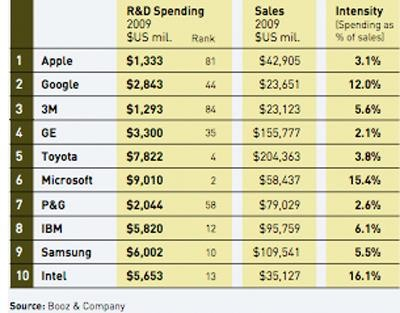 R&D Spending Sales Intensity
2009 2009 (Spending as
$US mil. Rank $US mil. % of sales)
1 Apple $1,333 81 $42,905 3.1%
2 Google $2,843 44 $23,651 12.0%
3 3M $1,293 84 $23,123 5.6%
4 GE $3,300 35 $155,777 2.1%
5 Toyota $7,822 4 $204,363 3.8%
6 Microsoft $9,010 2 $58,437 15.4%
7 P&G $2,044 58 $79,029 2.6%
8 IBM $5,820 12 $95,759 6.1%
9 Samsung $6,002 10 $109,541 5.5%
10 Intel $5,653 13 $35,127 16.1%
Source: Booz & Company